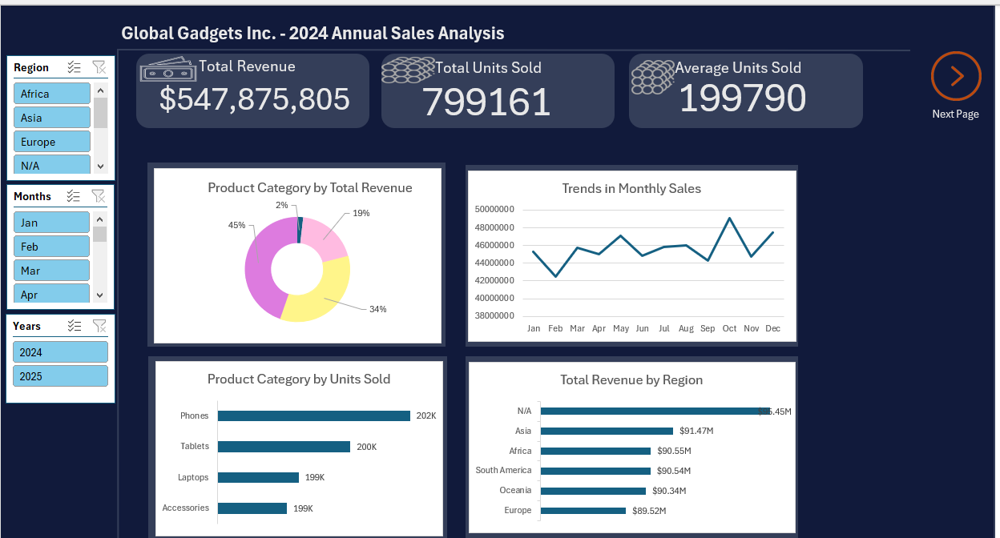 Global Gadgets Inc. - 2024 Annual Sales Analysis
Region
Africa
Asia
Europe
N/A
Months
Jan
Feb
Mar
Apr
Years
2024
2025
Total Revenue
$547,875,805
Total Units Sold
799161
Average Units Sold
199790
Next Page
Product Category by Total Revenue
2%
19%
45%
34%
Trends in Monthly Sales
50000000
48000000
46000000
44000000
42000000
40000000
38000000
Jan Feb Mar Apr May Jun Jul Aug Sep Oct Nov Dec
Product Category by Units Sold
Phones 202K
Tablets 200K
Laptops 199K
Accessories 199K
Total Revenue by Region
N/A
Asia $91.47M
Africa $90.55M
South America $90.54M
Oceania $90.34M
Europe $89.52M